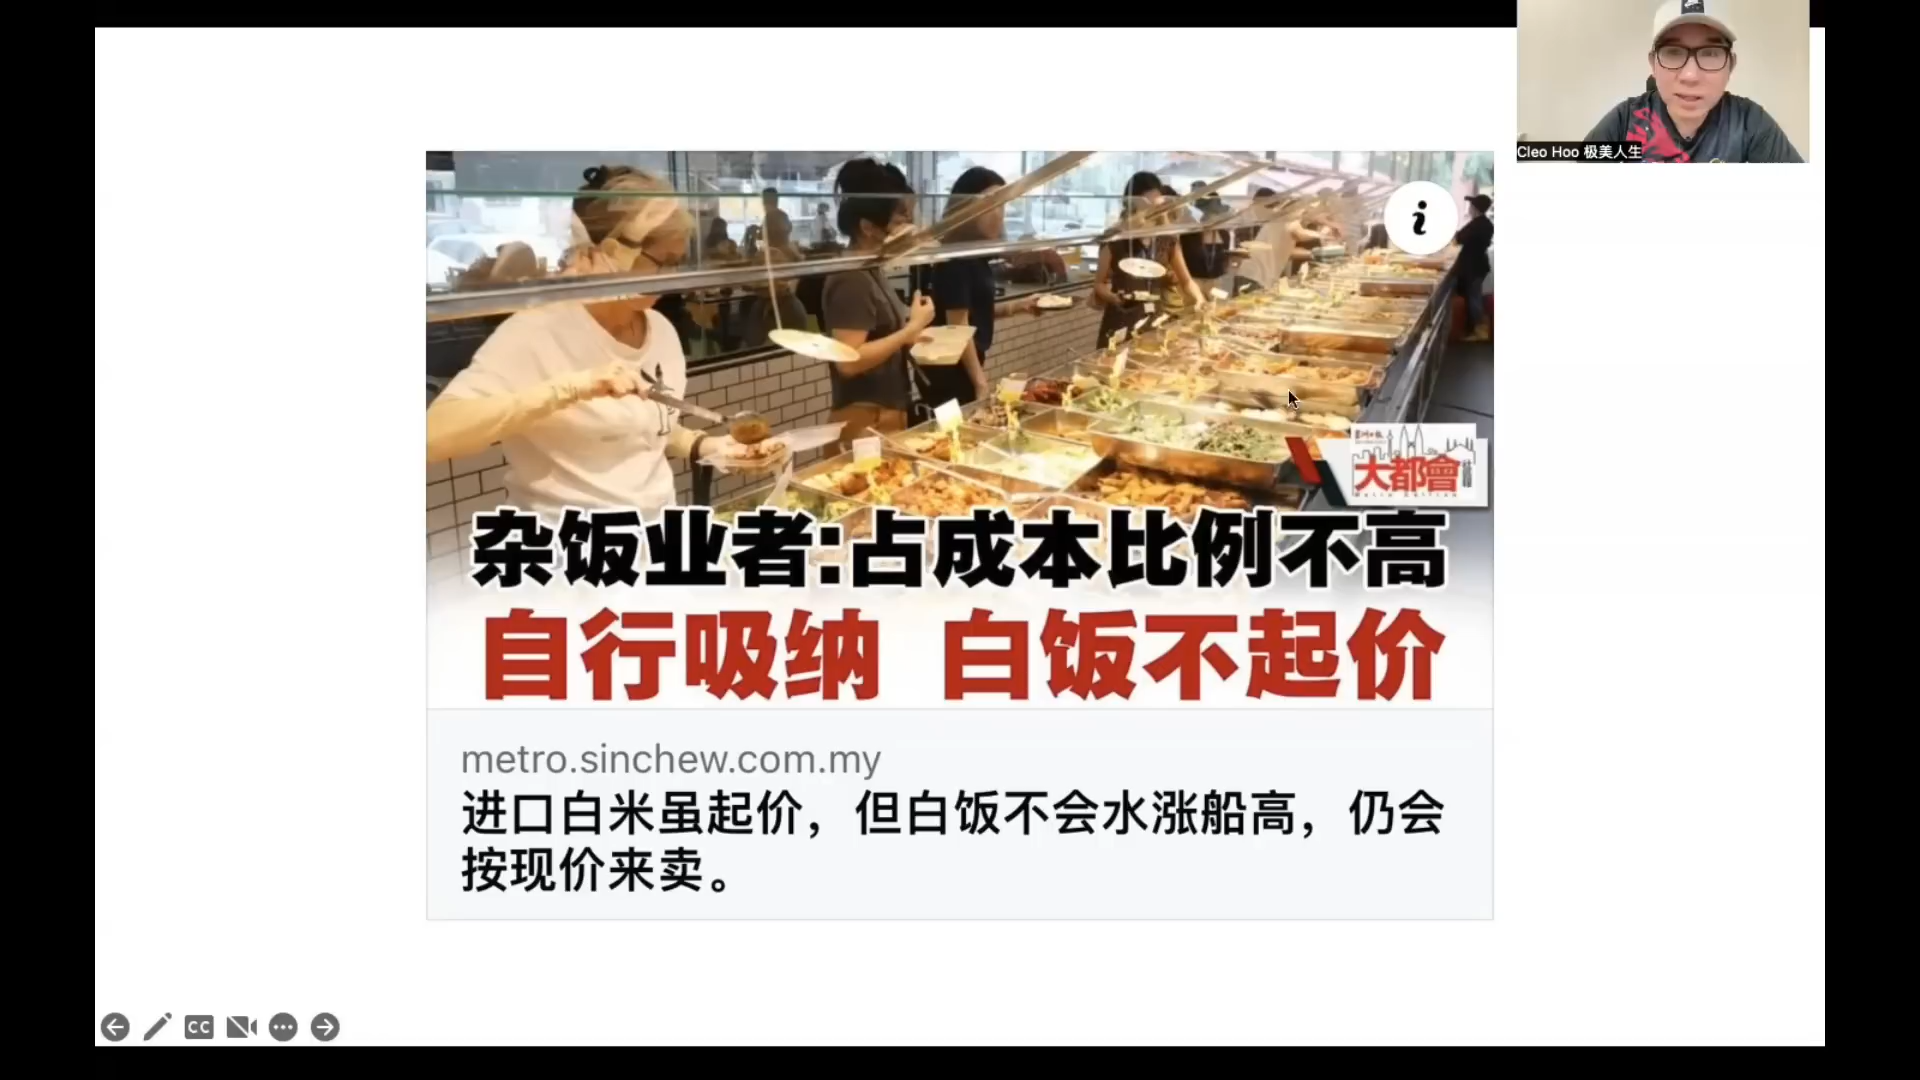 Cleo Hoo 极美人生
i
大都會
杂饭业者:占成本比例不高
自行吸纳 白饭不起价
metro.sinchew.com.my
进口白米虽起价，但白饭不会水涨船高，仍会
按现价来卖。
CC